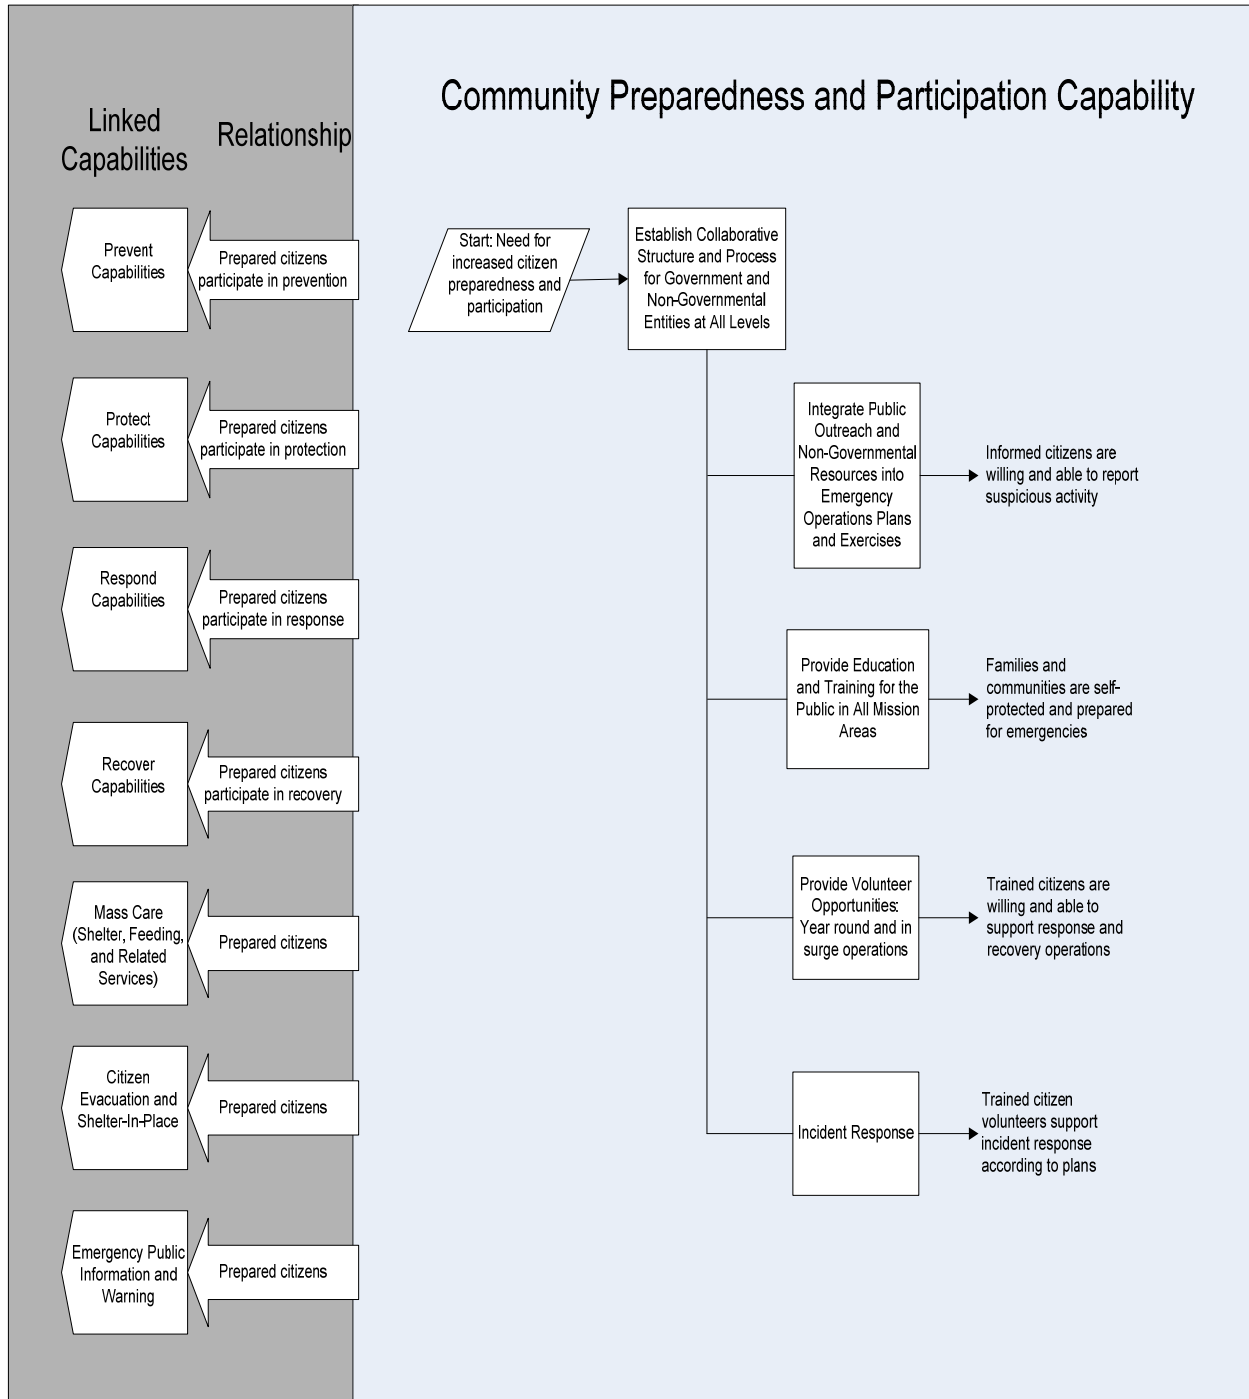 Community Preparedness and Participation Capability
Linked
Capabilities
Relationship
Prevent
Capabilities
Prepared citizens
participate in prevention
Protect
Capabilities
Prepared citizens
participate in protection
Respond
Capabilities
Prepared citizens
participate in response
Recover
Capabilities
Prepared citizens
participate in recovery
Mass Care
(Shelter, Feeding,
and Related
Services)
Prepared citizens
Citizen
Evacuation and
Shelter-In-Place
Prepared citizens
Emergency Public
Information and
Warning
Prepared citizens
Start: Need for
increased citizen
preparedness and
participation
Establish Collaborative
Structure and Process
for Government and
Non-Governmental
Entities at All Levels
Integrate Public
Outreach and
Non-Governmental
Resources into
Emergency
Operations Plans
and Exercises
Informed citizens are
willing and able to report
suspicious activity
Provide Education
and Training for the
Public in All Mission
Areas
Families and
communities are self-
protected and prepared
for emergencies
Provide Volunteer
Opportunities:
Year round and in
surge operations
Trained citizens are
willing and able to
support response and
recovery operations
Incident Response
Trained citizen
volunteers support
incident response
according to plans